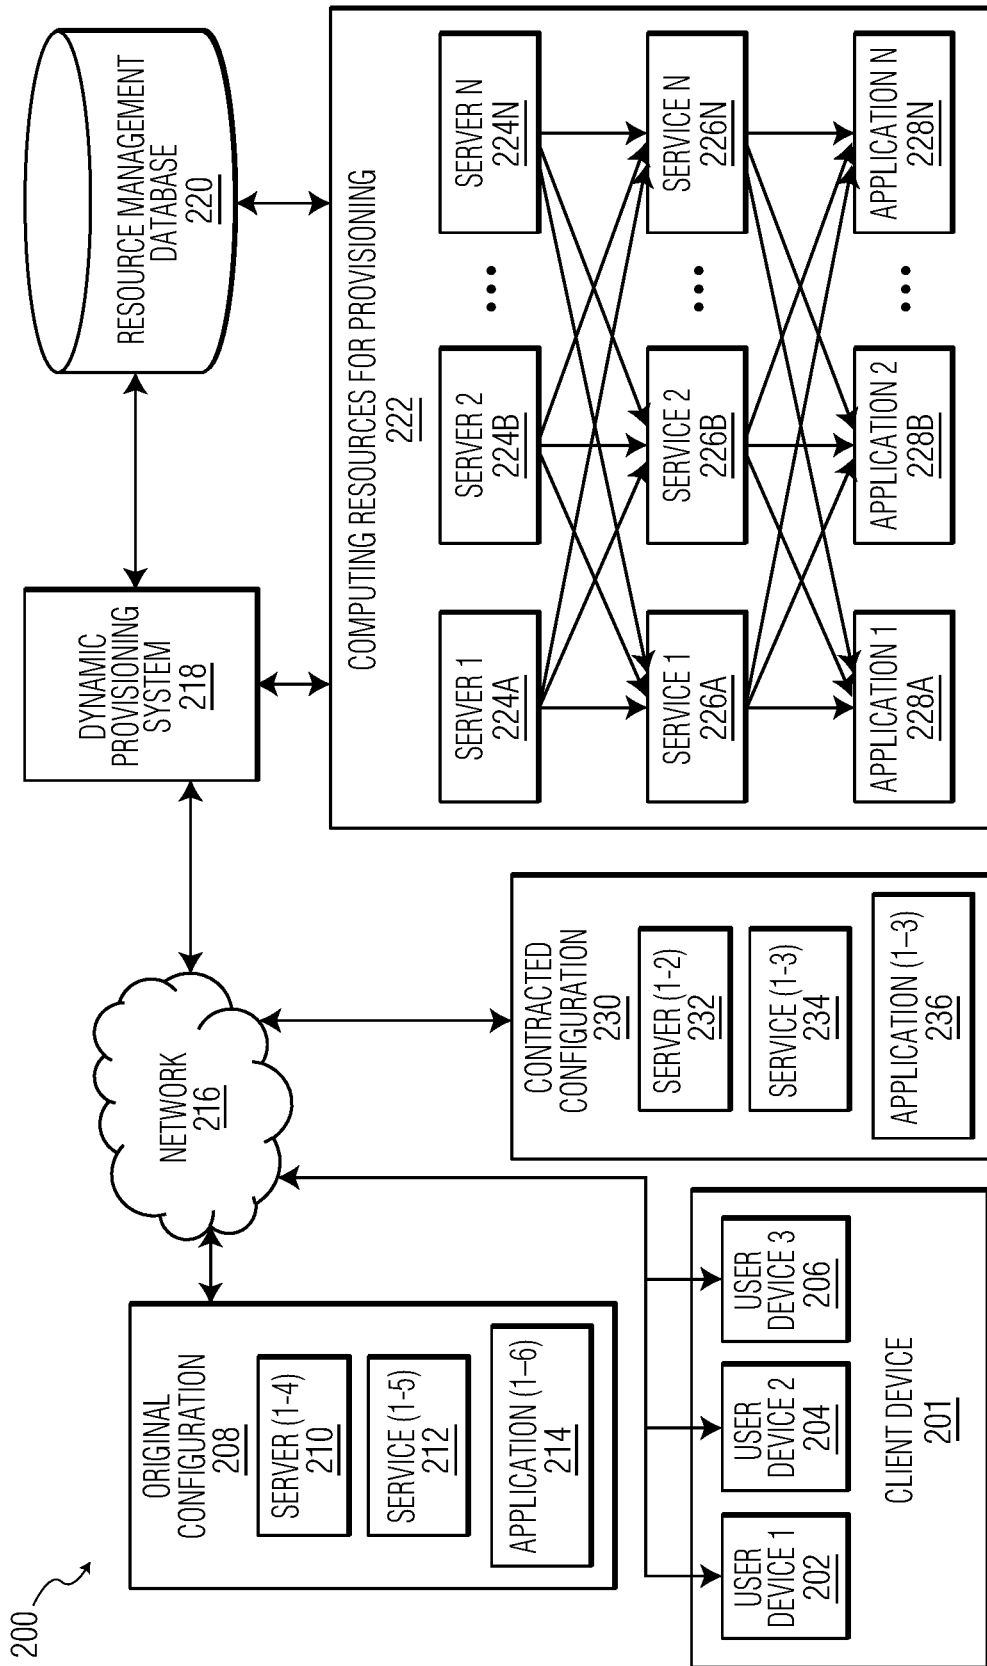 200
ORIGINAL
CONFIGURATION
208
SERVER (1-4)
210
SERVICE (1-5)
212
APPLICATION (1–6)
214
NETWORK
216
DYNAMIC
PROVISIONING
SYSTEM
218
RESOURCE MANAGEMENT
DATABASE
220
USER
DEVICE 1
202
USER
DEVICE 2
204
USER
DEVICE 3
206
CLIENT DEVICE
201
CONTRACTED
CONFIGURATION
230
SERVER (1-2)
232
SERVICE (1-3)
234
APPLICATION (1–3)
236
COMPUTING RESOURCES FOR PROVISIONING
222
SERVER 1
224A
SERVER 2
224B
SERVER N
224N
SERVICE 1
226A
SERVICE 2
226B
SERVICE N
226N
APPLICATION 1
228A
APPLICATION 2
228B
APPLICATION N
228N